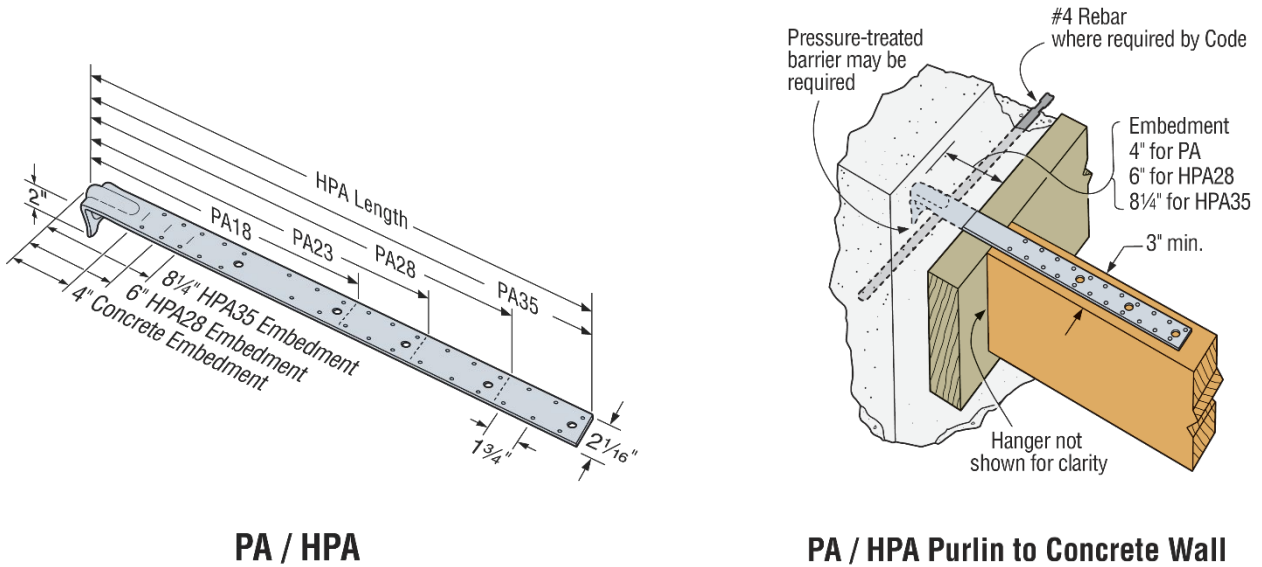 HPA Length
PA18
PA23
PA28
PA35
2"
8¼" HPA35 Embedment
6" HPA28 Embedment
4" Concrete Embedment
1¾"
2 1/16"
PA / HPA
#4 Rebar
where required by Code
Pressure-treated
barrier may be
required
Embedment
4" for PA
6" for HPA28
8¼" for HPA35
3" min.
Hanger not
shown for clarity
PA / HPA Purlin to Concrete Wall